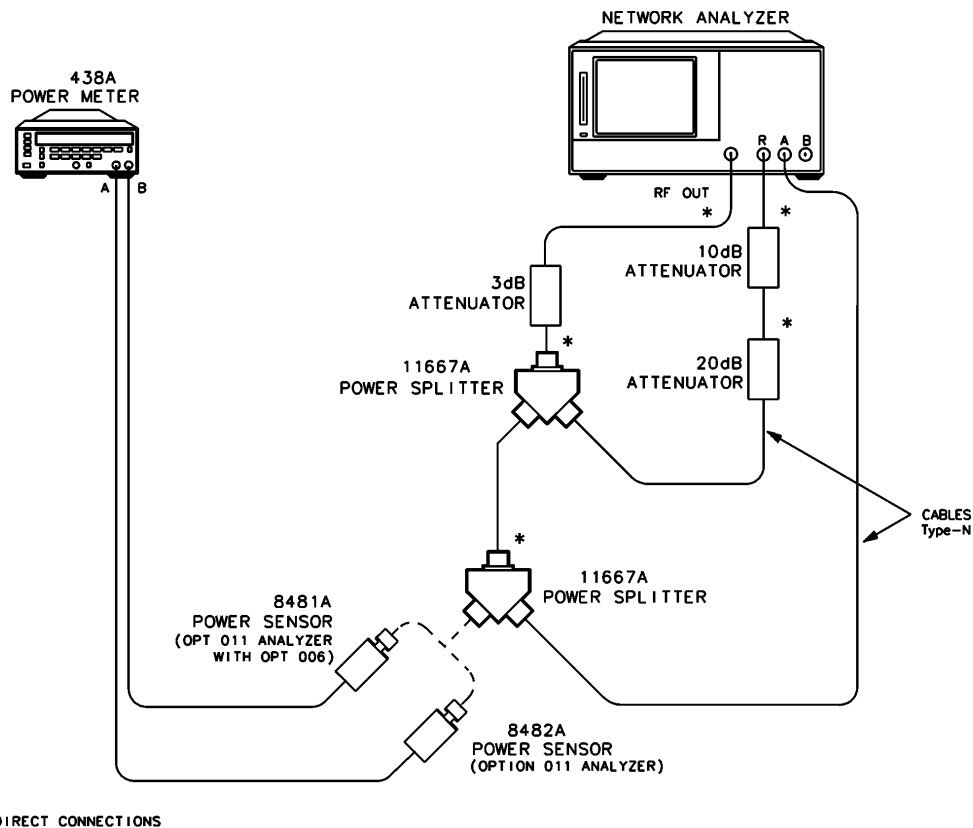 NETWORK ANALYZER
438A
POWER METER
A B
R A B
RF OUT
*
*
10dB
ATTENUATOR
3dB
ATTENUATOR
*
*
20dB
ATTENUATOR
11667A
POWER SPLITTER
CABLES
Type-N
*
11667A
POWER SPLITTER
8481A
POWER SENSOR
(OPT 011 ANALYZER
WITH OPT 006)
8482A
POWER SENSOR
(OPTION 011 ANALYZER)
DIRECT CONNECTIONS